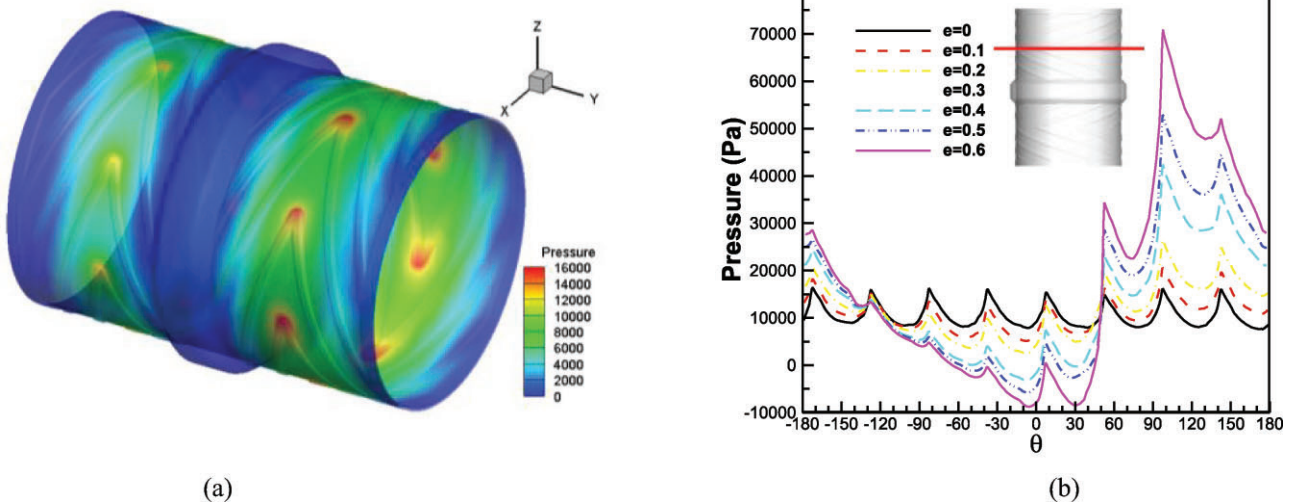 Z
Y
X
Pressure
16000
14000
12000
10000
8000
6000
4000
2000
0
(a)
Pressure (Pa)
70000
60000
50000
40000
30000
20000
10000
0
-10000
e=0
e=0.1
e=0.2
e=0.3
e=0.4
e=0.5
e=0.6
-180 -150 -120 -90 -60 -30 0 30 60 90 120 150 180
θ
(b)